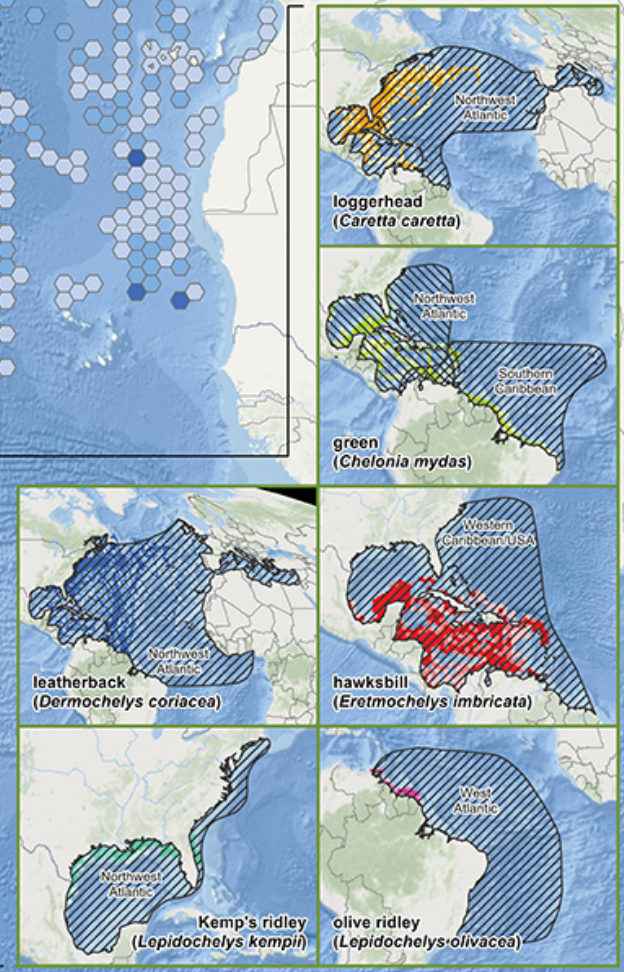 Northwest
Atlantic
loggerhead
(Caretta caretta)
Northwest
Atlantic
Southern
Caribbean
green
(Chelonia mydas)
Northwest
Atlantic
leatherback
(Dermochelys coriacea)
Western
Caribbean/USA
hawksbill
(Eretmochelys imbricata)
Northwest
Atlantic
Kemp's ridley
(Lepidochelys kempii)
West
Atlantic
olive ridley
(Lepidochelys olivacea)